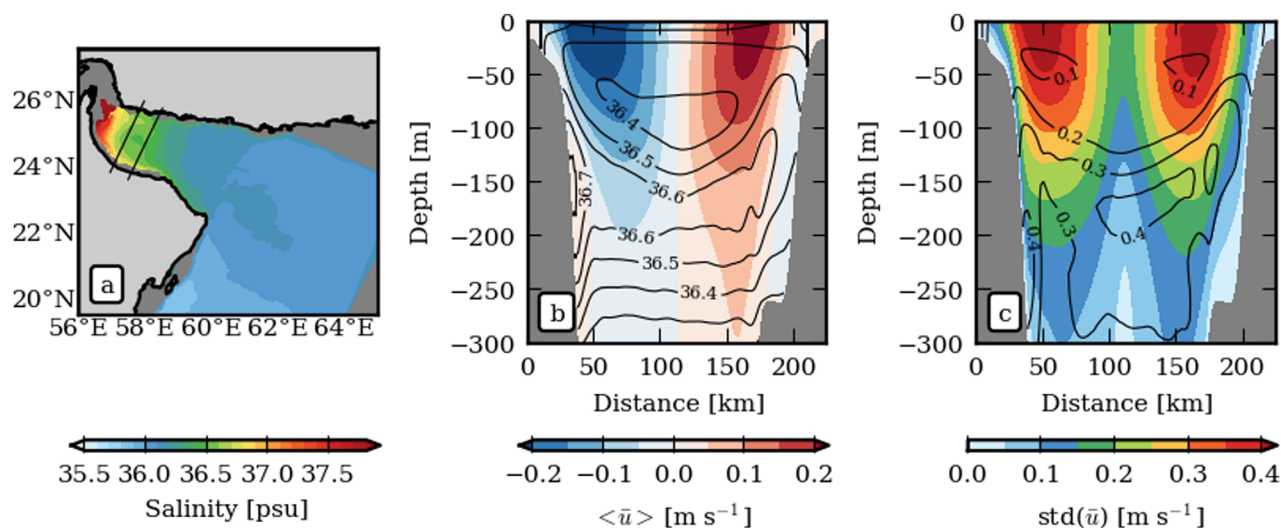 26°N
24°N
22°N
20°N
56°E 58°E 60°E 62°E 64°E
a
35.5 36.0 36.5 37.0 37.5
Salinity [psu]
Depth [m]
0
−50
−100
−150
−200
−250
−300
36.4
36.5
36.6
36.7
36.6
36.5
36.4
b
0 50 100 150 200
Distance [km]
−0.2 −0.1 0.0 0.1 0.2
<ū> [m s⁻¹]
Depth [m]
0
−50
−100
−150
−200
−250
−300
0.1
0.1
0.2
0.3
0.3
0.4
0.4
c
0 50 100 150 200
Distance [km]
0.0 0.1 0.2 0.3 0.4
std(ū) [m s⁻¹]